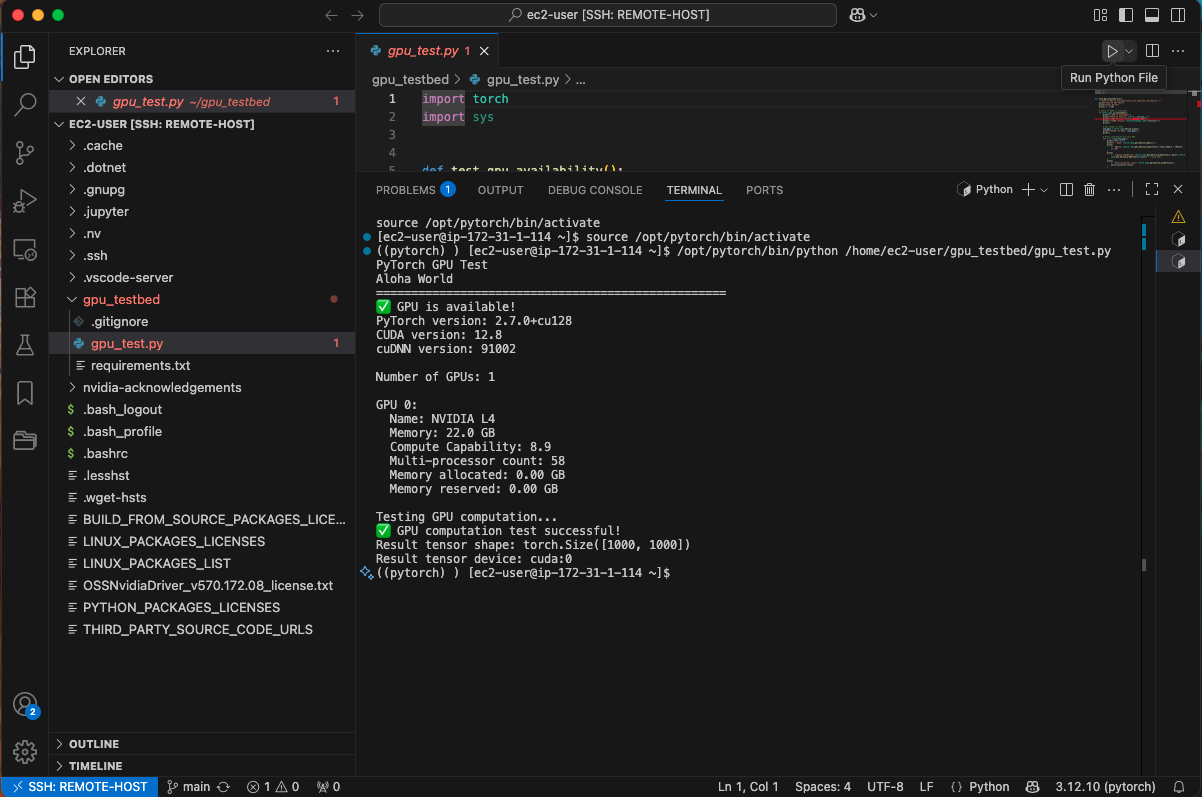 ec2-user [SSH: REMOTE-HOST]
EXPLORER
OPEN EDITORS
gpu_test.py ~/gpu_testbed 1
EC2-USER [SSH: REMOTE-HOST]
.cache
.dotnet
.gnupg
.jupyter
.nv
.ssh
.vscode-server
gpu_testbed
.gitignore
gpu_test.py 1
requirements.txt
nvidia-acknowledgements
$ .bash_logout
$ .bash_profile
$ .bashrc
.lesshst
.wget-hsts
BUILD_FROM_SOURCE_PACKAGES_LICE...
LINUX_PACKAGES_LICENSES
LINUX_PACKAGES_LIST
OSSNvidiaDriver_v570.172.08_license.txt
PYTHON_PACKAGES_LICENSES
THIRD_PARTY_SOURCE_CODE_URLS
2
OUTLINE
TIMELINE
gpu_test.py 1
Run Python File
gpu_testbed > gpu_test.py > ...
1 import torch
2 import sys
3
4
5 def test_gpu_availability():
PROBLEMS 1 OUTPUT DEBUG CONSOLE TERMINAL PORTS
Python
source /opt/pytorch/bin/activate
[ec2-user@ip-172-31-1-114 ~]$ source /opt/pytorch/bin/activate
((pytorch) ) [ec2-user@ip-172-31-1-114 ~]$ /opt/pytorch/bin/python /home/ec2-user/gpu_testbed/gpu_test.py
PyTorch GPU Test
Aloha World
==================================================
✅ GPU is available!
PyTorch version: 2.7.0+cu128
CUDA version: 12.8
cuDNN version: 91002
Number of GPUs: 1
GPU 0:
Name: NVIDIA L4
Memory: 22.0 GB
Compute Capability: 8.9
Multi-processor count: 58
Memory allocated: 0.00 GB
Memory reserved: 0.00 GB
Testing GPU computation...
✅ GPU computation test successful!
Result tensor shape: torch.Size([1000, 1000])
Result tensor device: cuda:0
((pytorch) ) [ec2-user@ip-172-31-1-114 ~]$
SSH: REMOTE-HOST main 1 0 0 Ln 1, Col 1 Spaces: 4 UTF-8 LF {} Python 3.12.10 (pytorch)